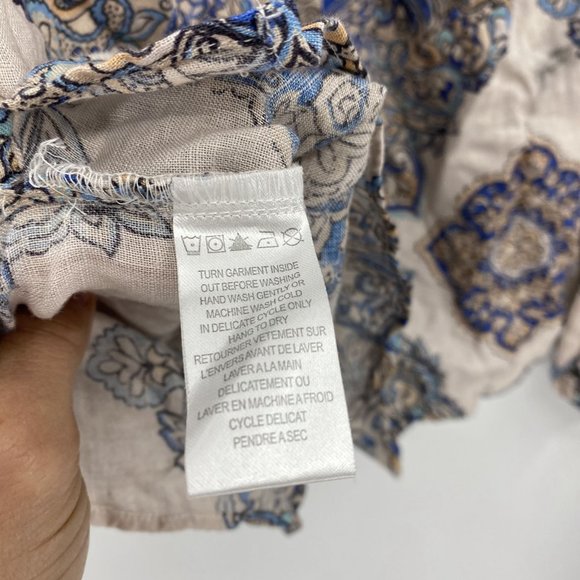 TURN GARMENT INSIDE
OUT BEFORE WASHING
HAND WASH GENTLY OR
MACHINE WASH COLD
IN DELICATE CYCLE ONLY
HANG TO DRY
RETOURNER VETEMENT SUR
L'ENVERS AVANT DE LAVER
LAVER A LA MAIN
DELICATEMENT OU
LAVER EN MACHINE A FROID
CYCLE DELICAT
PENDRE A SEC